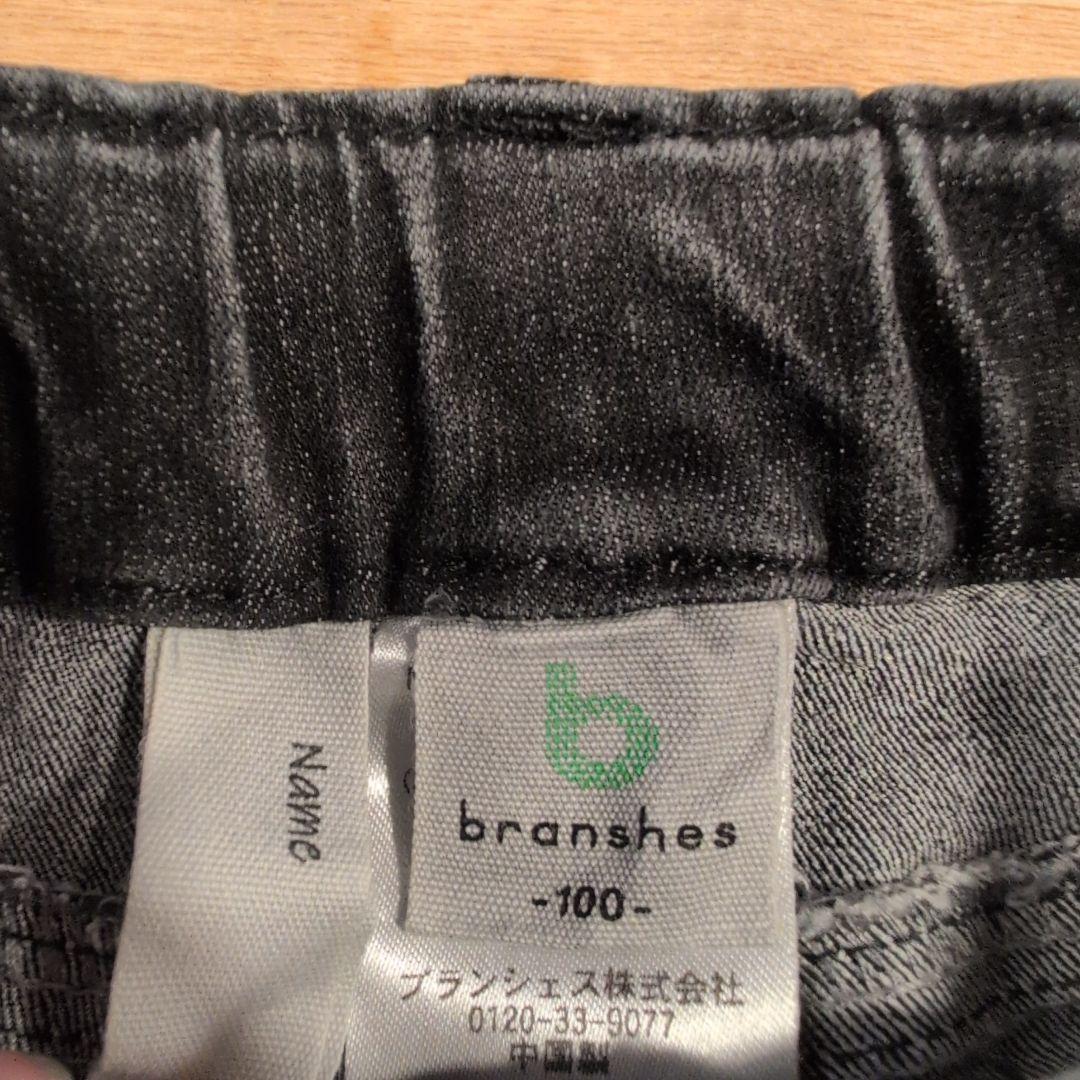 Name
b
branshes
-100-
ブランシェス株式会社
0120-33-9077
中国製